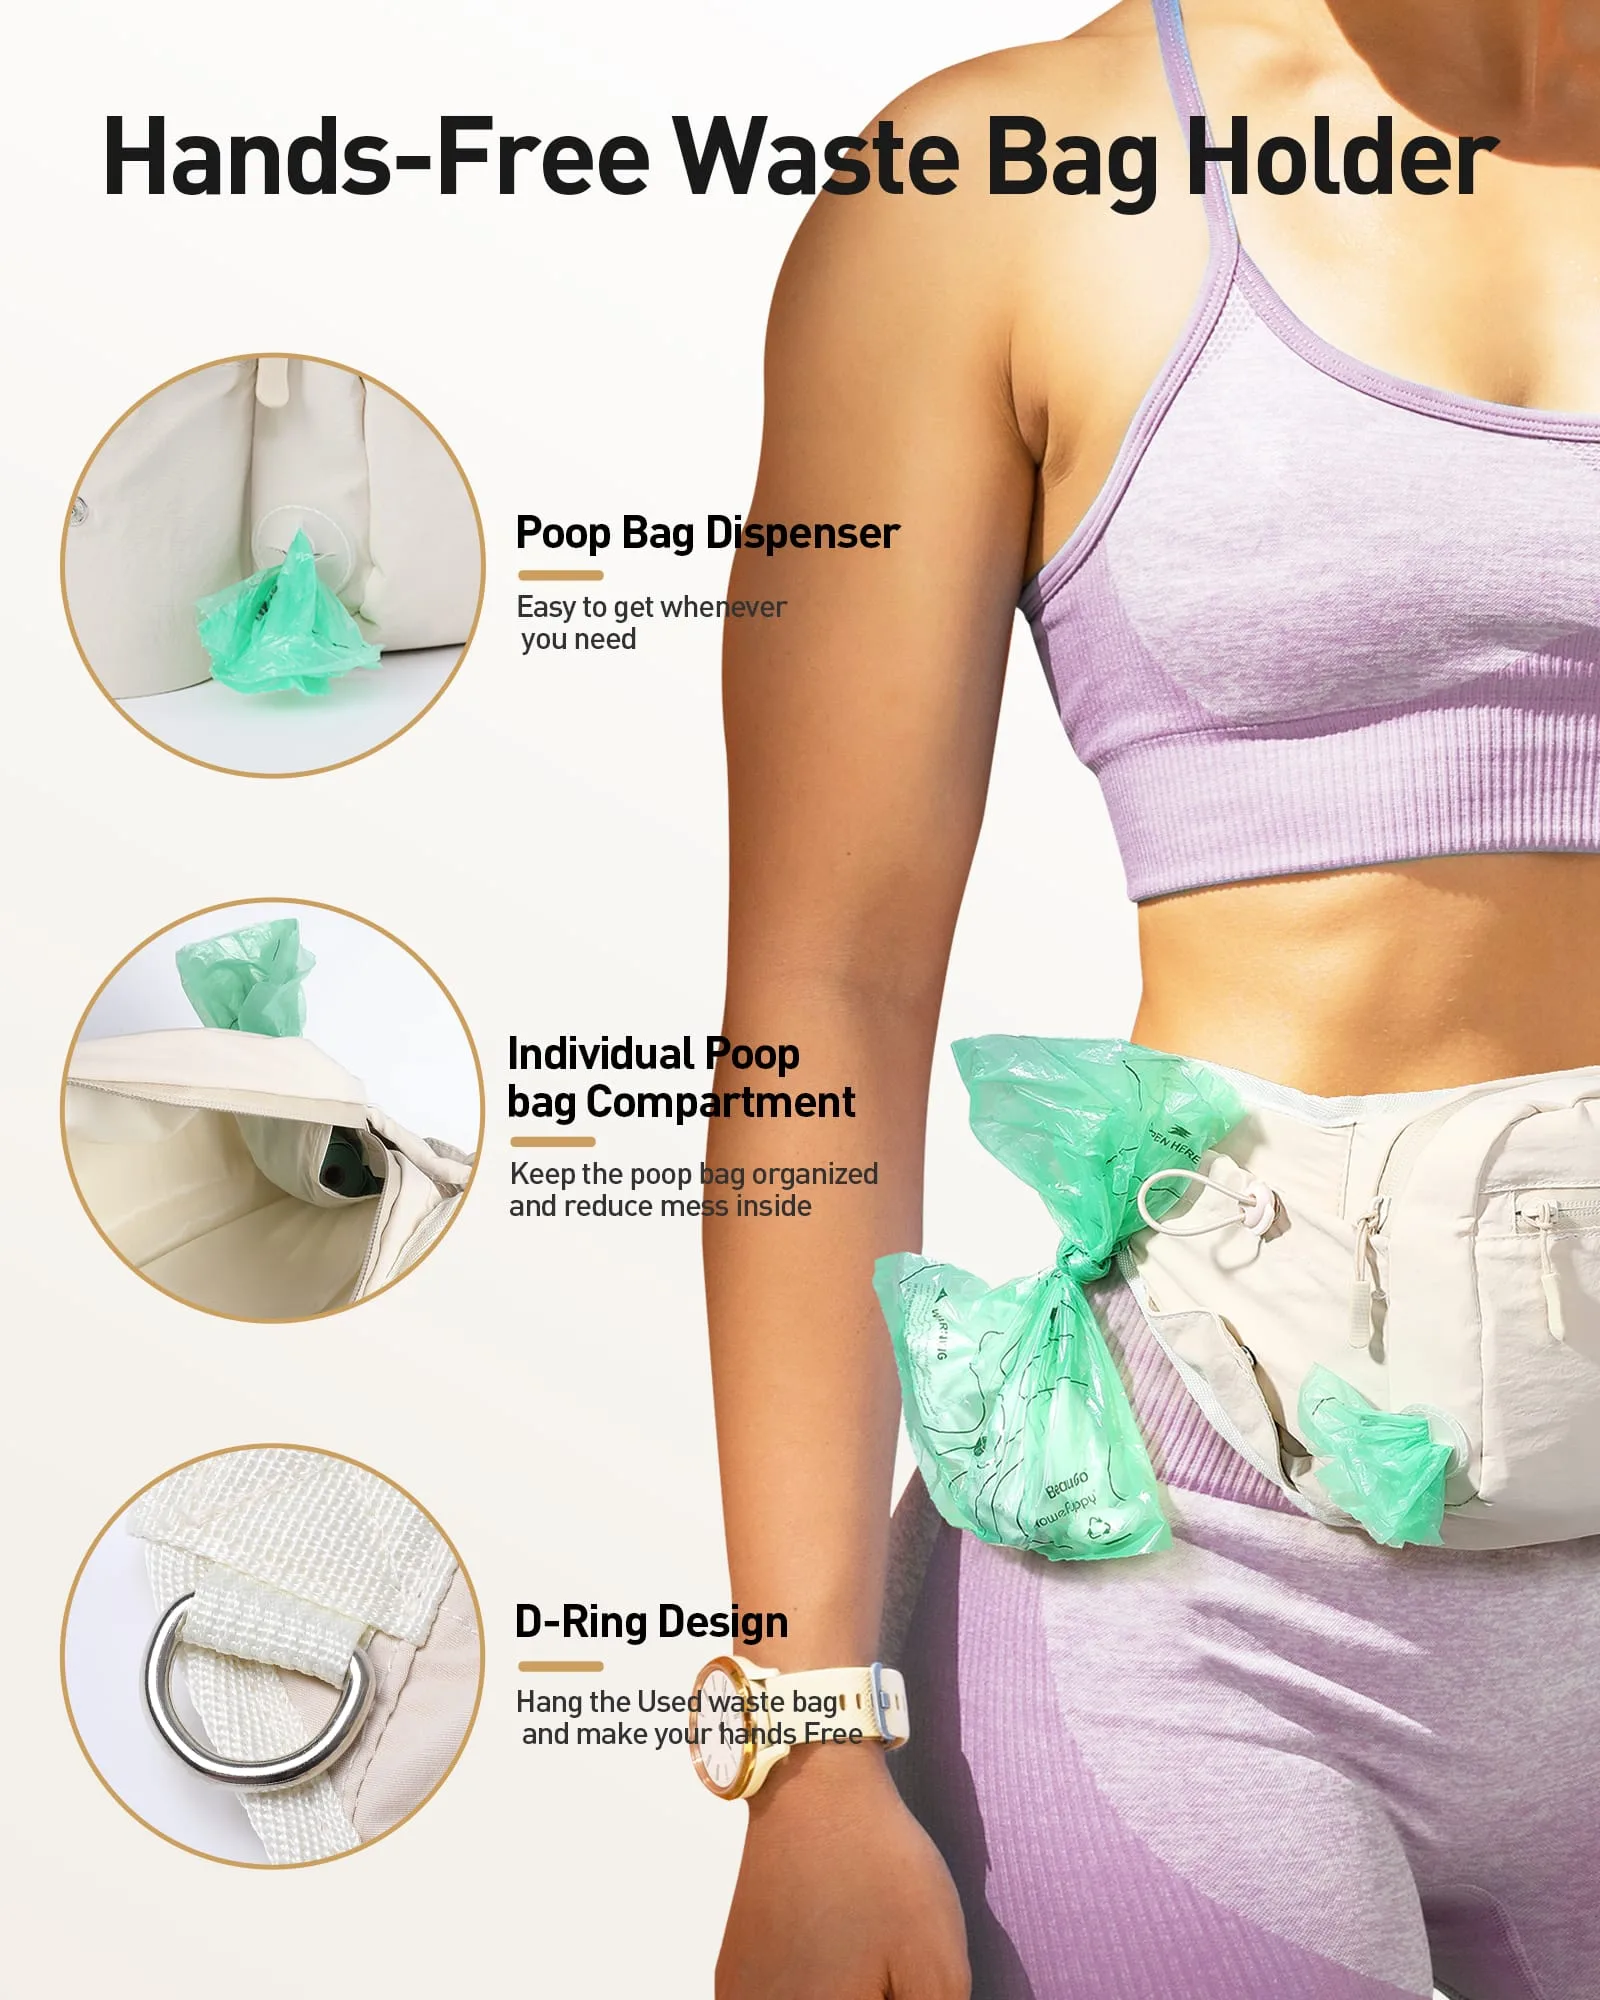 Hands-Free Waste Bag Holder
Poop Bag Dispenser
Easy to get whenever
you need
Individual Poop
bag Compartment
Keep the poop bag organized
and reduce mess inside
D-Ring Design
Hang the Used waste bag
and make your hands Free
PEN HERE